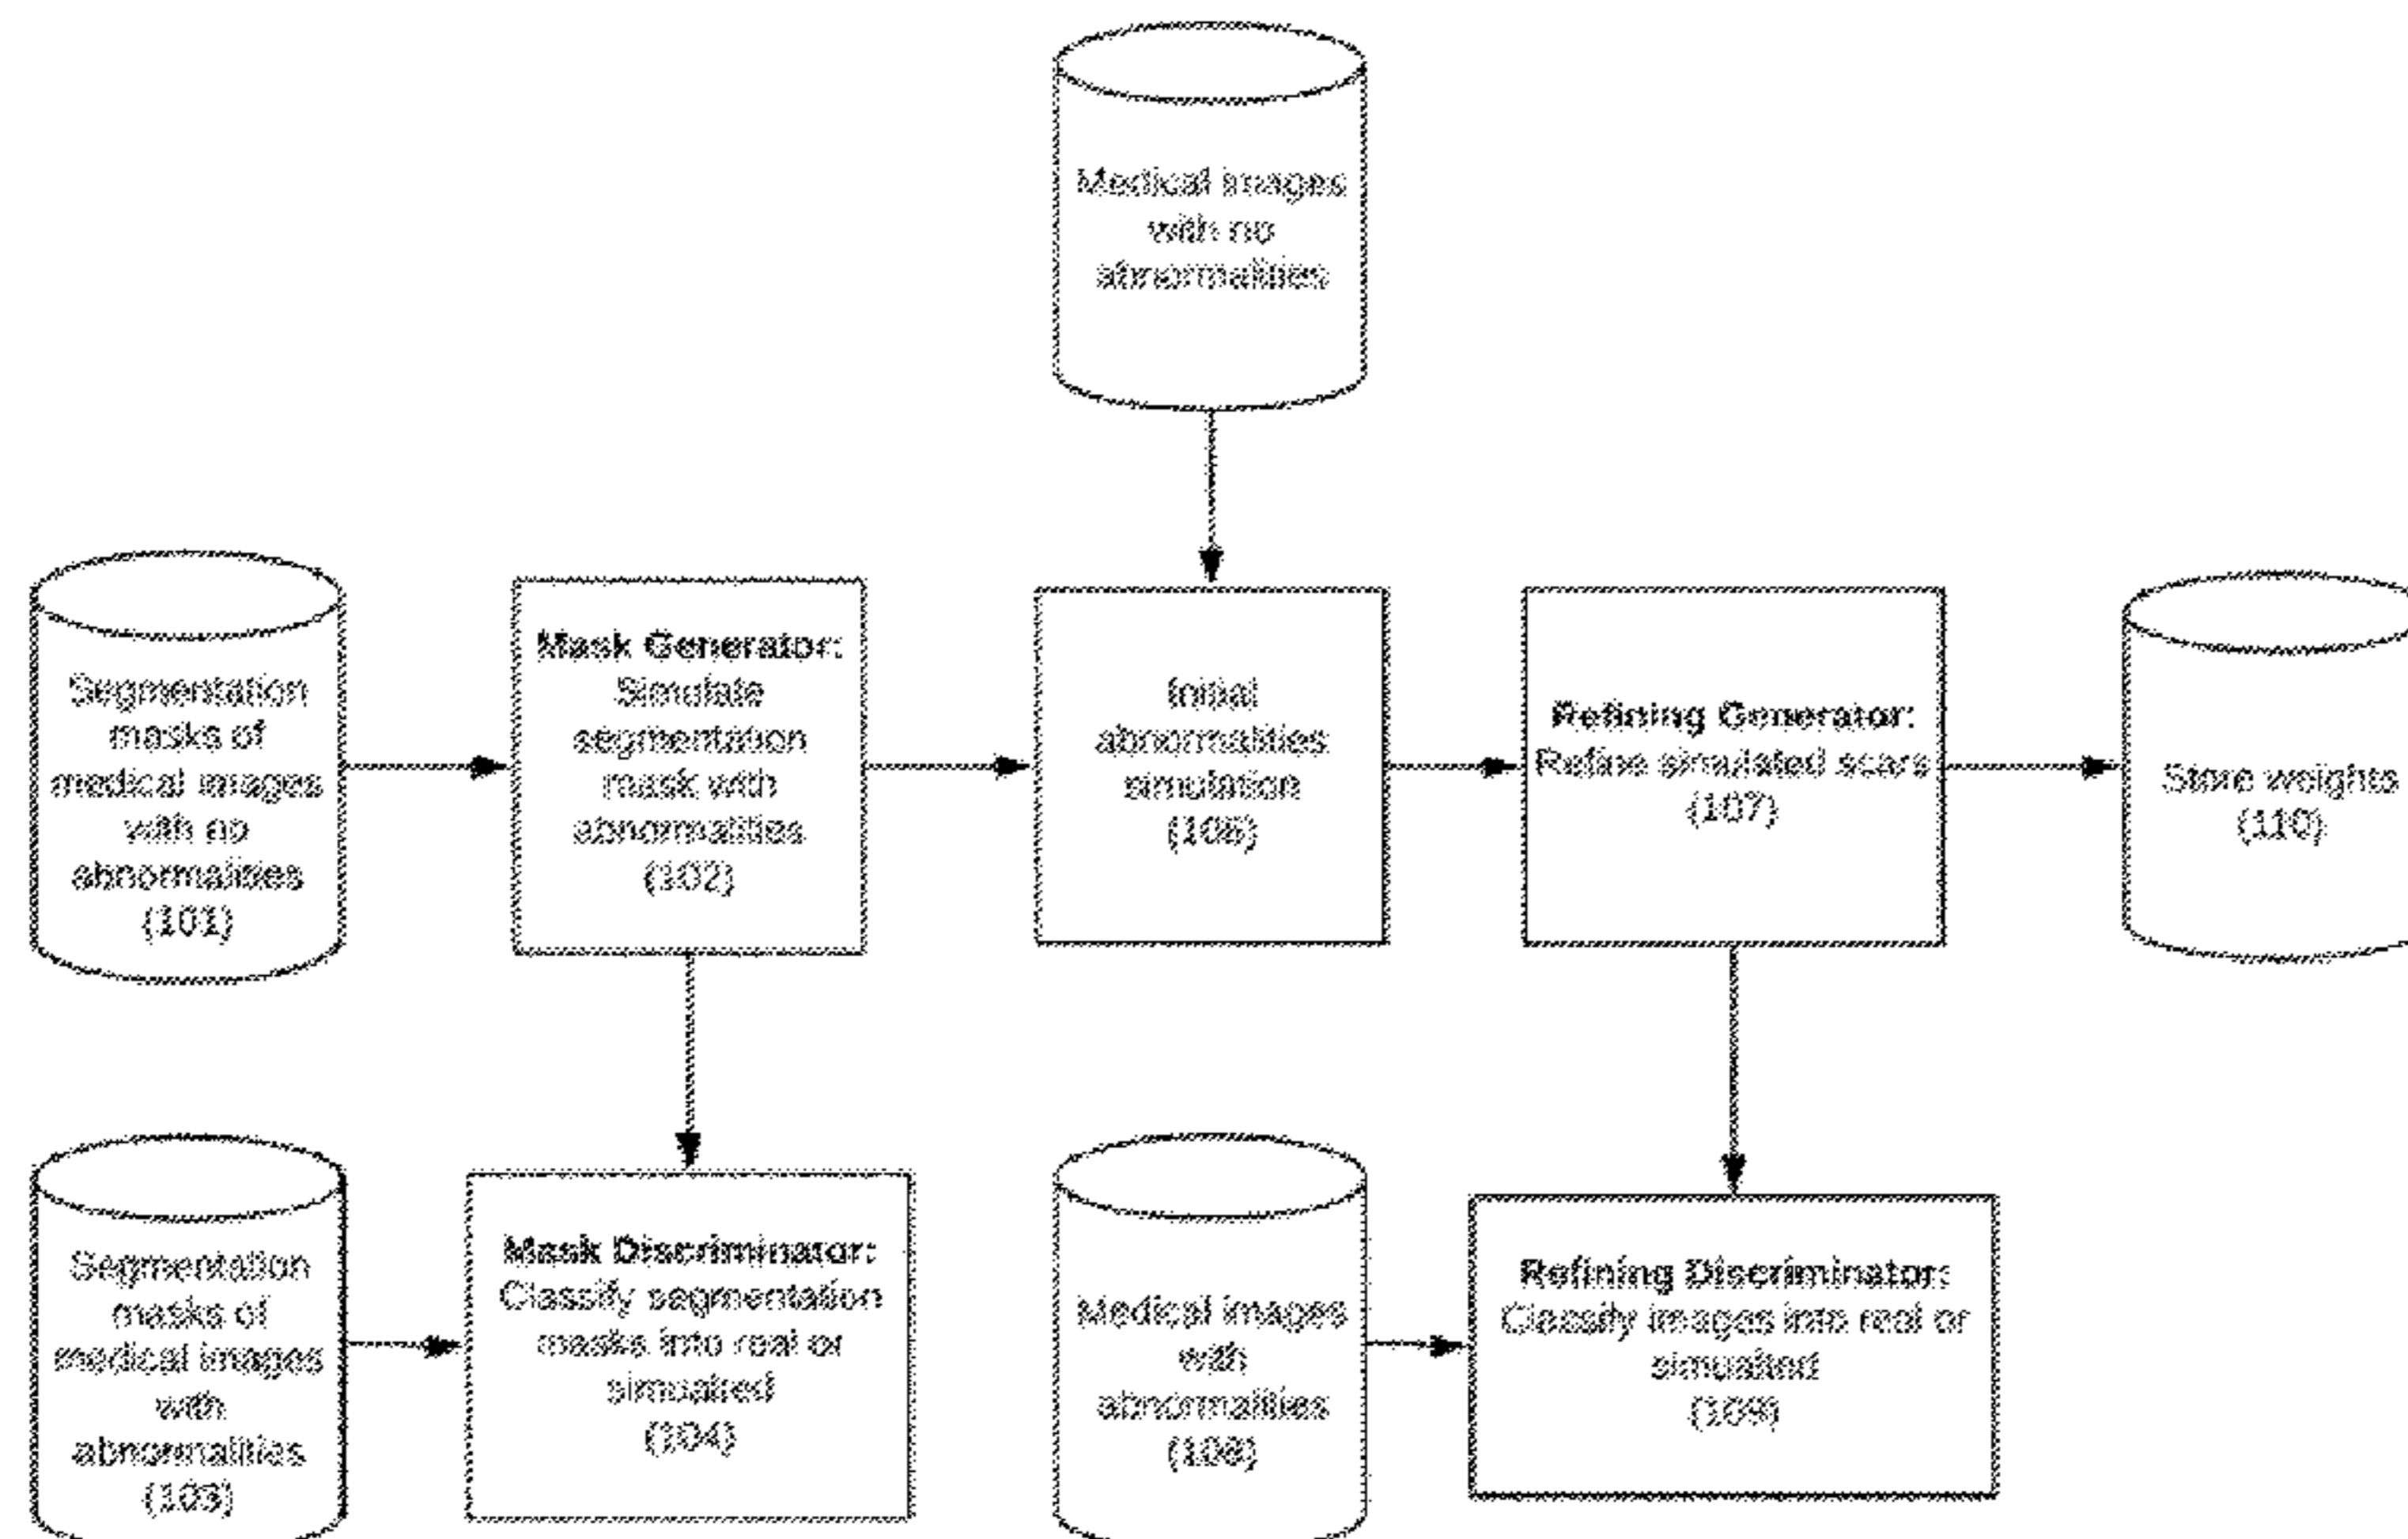 Medical images
with no
abnormalities
Segmentation
masks of
medical images
with no
abnormalities
(101)
Mask Generator:
Simulate
segmentation
mask with
abnormalities
(102)
Initial
abnormalities
simulation
(106)
Refining Generator:
Refine simulated scars
(107)
Store weights
(110)
Segmentation
masks of
medical images
with
abnormalities
(103)
Mask Discriminator:
Classify segmentation
masks into real or
simualred
(104)
Medical images
with
abnormalities
(108)
Refining Discriminator:
Classify images into real or
simualted
(109)